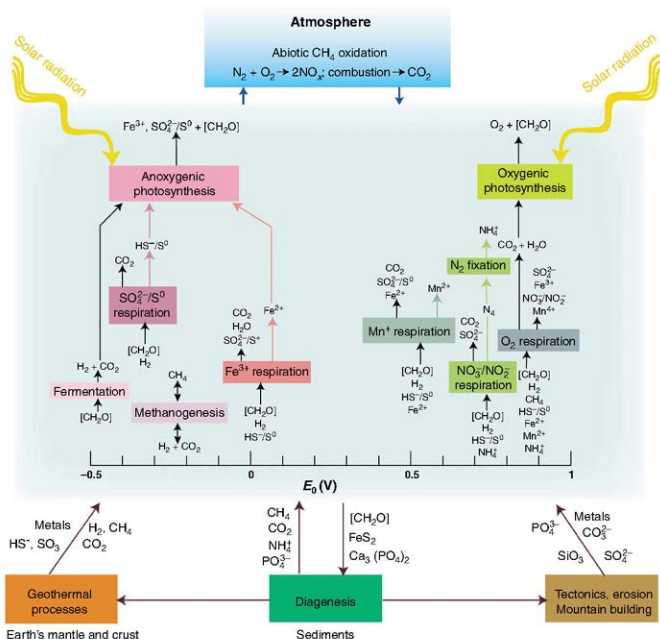 Atmosphere
Abiotic CH₄ oxidation
N₂ + O₂ → 2NOₓ, combustion → CO₂
Solar radiation
Solar radiation
Fe³⁺, SO₄²⁻/S⁰ + [CH₂O]
O₂ + [CH₂O]
Anoxygenic
photosynthesis
Oxygenic
photosynthesis
NH₄⁺
HS⁻/S⁰
CO₂ + H₂O
CO₂
N₂ fixation
SO₄²⁻/S⁰
respiration
CO₂
SO₄²⁻/S⁰
Fe²⁺
Mn²⁺
SO₄²⁻
Fe³⁺
NO₃⁻/NO₂⁻
Mn⁴⁺
CO₂
H₂O
SO₄²⁻/S⁺
Fe²⁺
N₄
CO₂
SO₄²⁻
Mn⁺ respiration
O₂ respiration
[CH₂O]
H₂
H₂ + CO₂
CH₄
Fe³⁺ respiration
[CH₂O]
H₂
HS⁻/S⁰
Fe²⁺
NO₃⁻/NO₂⁻
respiration
[CH₂O]
H₂
CH₄
HS⁻/S⁰
Fe²⁺
Mn²⁺
NH₄⁺
Fermentation
[CH₂O]
Methanogenesis
[CH₂O]
H₂
HS⁻/S⁰
[CH₂O]
H₂
HS⁻/S⁰
NH₄⁺
H₂ + CO₂
−0.5
0
0.5
1
E₀ (V)
Metals
HS⁻, SO₃
H₂, CH₄
CO₂
CH₄
CO₂
NH₄⁺
PO₄³⁻
[CH₂O]
FeS₂
Ca₃ (PO₄)₂
PO₄³⁻
Metals
CO₃²⁻
SiO₃
SO₄²⁻
Geothermal
processes
Diagenesis
Tectonics, erosion
Mountain building
Earth's mantle and crust
Sediments